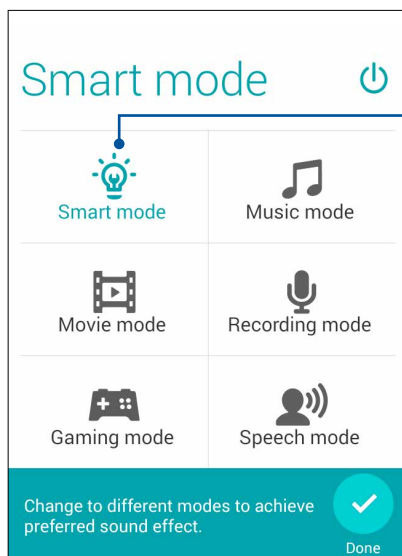 Smart mode
Smart mode
Music mode
Movie mode
Recording mode
Gaming mode
Speech mode
Change to different modes to achieve
preferred sound effect.
Done